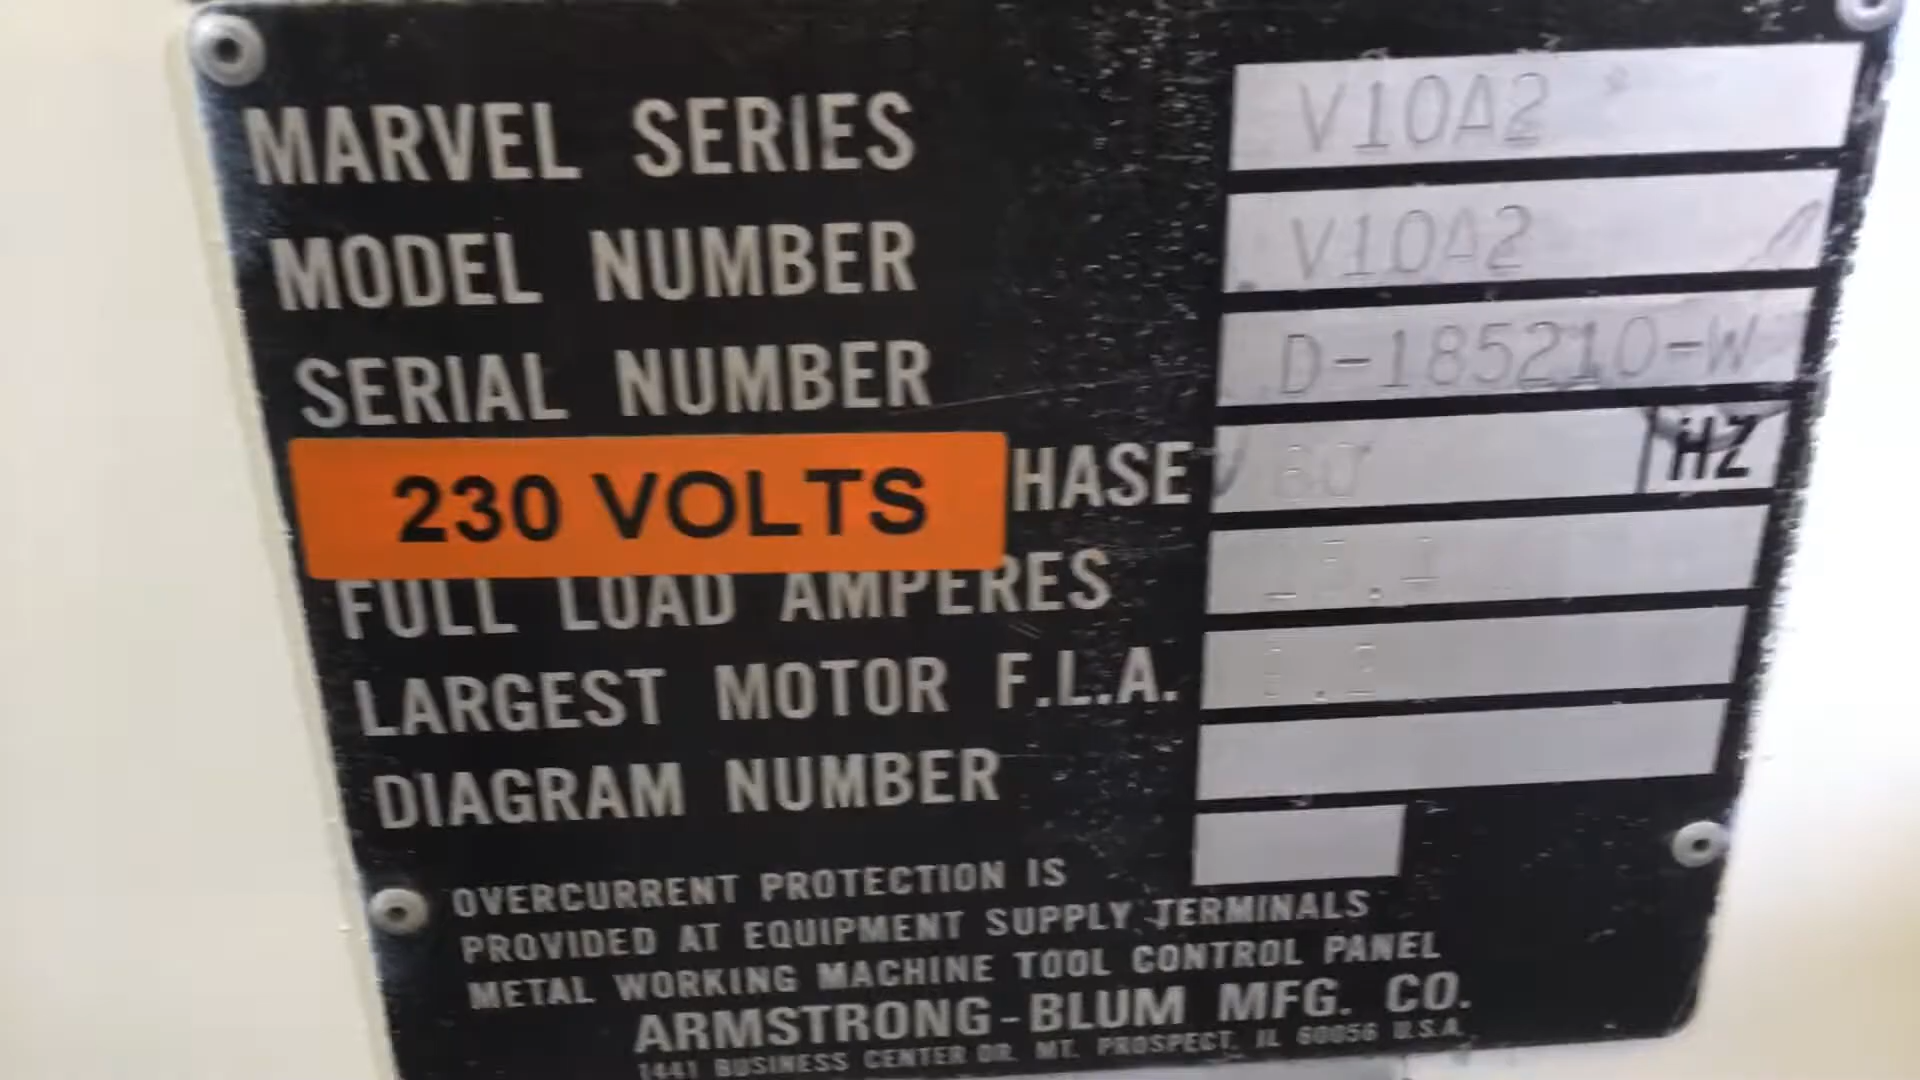 MARVEL SERIES V10A2
MODEL NUMBER V10A2
SERIAL NUMBER D-185210-W
230 VOLTS HASE 60 HZ
FULL LOAD AMPERES
LARGEST MOTOR F.L.A.
DIAGRAM NUMBER
OVERCURRENT PROTECTION IS
PROVIDED AT EQUIPMENT SUPPLY TERMINALS
METAL WORKING MACHINE TOOL CONTROL PANEL
ARMSTRONG-BLUM MFG. CO.
1441 BUSINESS CENTER DR. MT. PROSPECT, IL 60056 U.S.A.